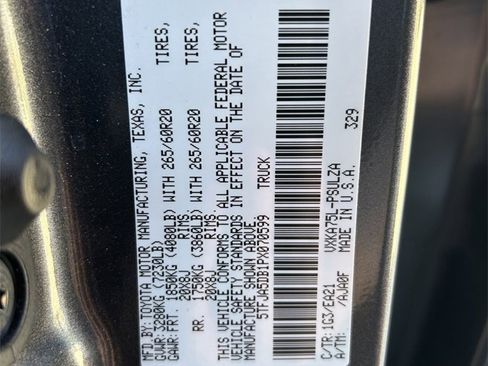 MFD.BY: TOYOTA MOTOR MANUFACTURING, TEXAS, INC.
GVWR:3280KG(7230LB)
GAWR:FRT. 1850KG (4080LB) WITH 265/60R20 TIRES,
20X8J RIMS.
RR. 1750KG (3860LB) WITH 265/60R20 TIRES,
20X8J RIMS.
THIS VEHICLE CONFORMS TO ALL APPLICABLE FEDERAL MOTOR
VEHICLE SAFETY STANDARDS IN EFFECT ON THE DATE OF
MANUFACTURE SHOWN ABOVE.
5TFJA5DB1PX070599 TRUCK
C/TR:1G3/EA21 VXKA75L-PSULZA 329
A/TM: /AJA0F MADE IN U.S.A.